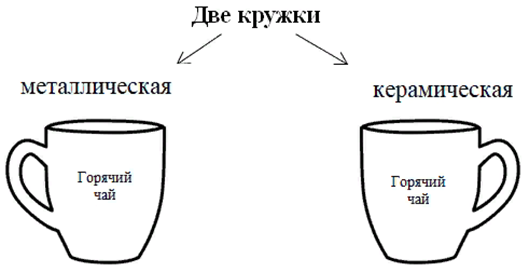 Две кружки
металлическая
керамическая
Горячий
чай
Горячий
чай